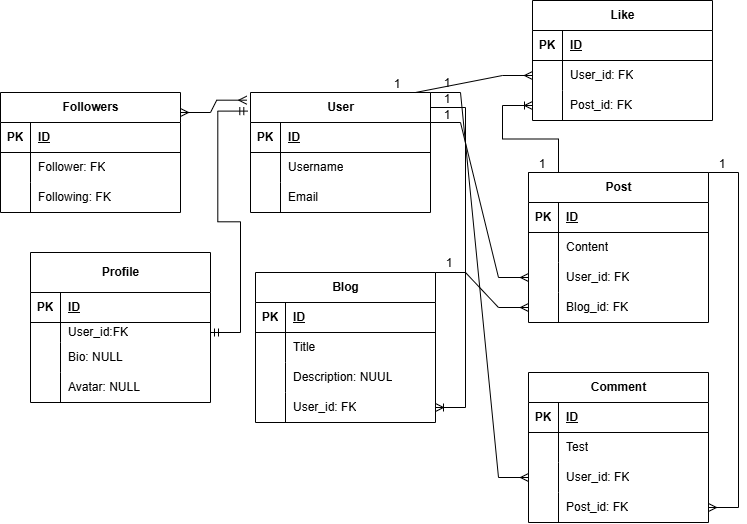 Like
PK ID
User_id: FK
Post_id: FK
1
1
1
1
Followers
PK ID
Follower: FK
Following: FK
User
PK ID
Username
Email
1
1
Post
PK ID
Content
User_id: FK
Blog_id: FK
Profile
PK ID
User_id:FK
Bio: NULL
Avatar: NULL
1
Blog
PK ID
Title
Description: NUUL
User_id: FK
Comment
PK ID
Test
User_id: FK
Post_id: FK